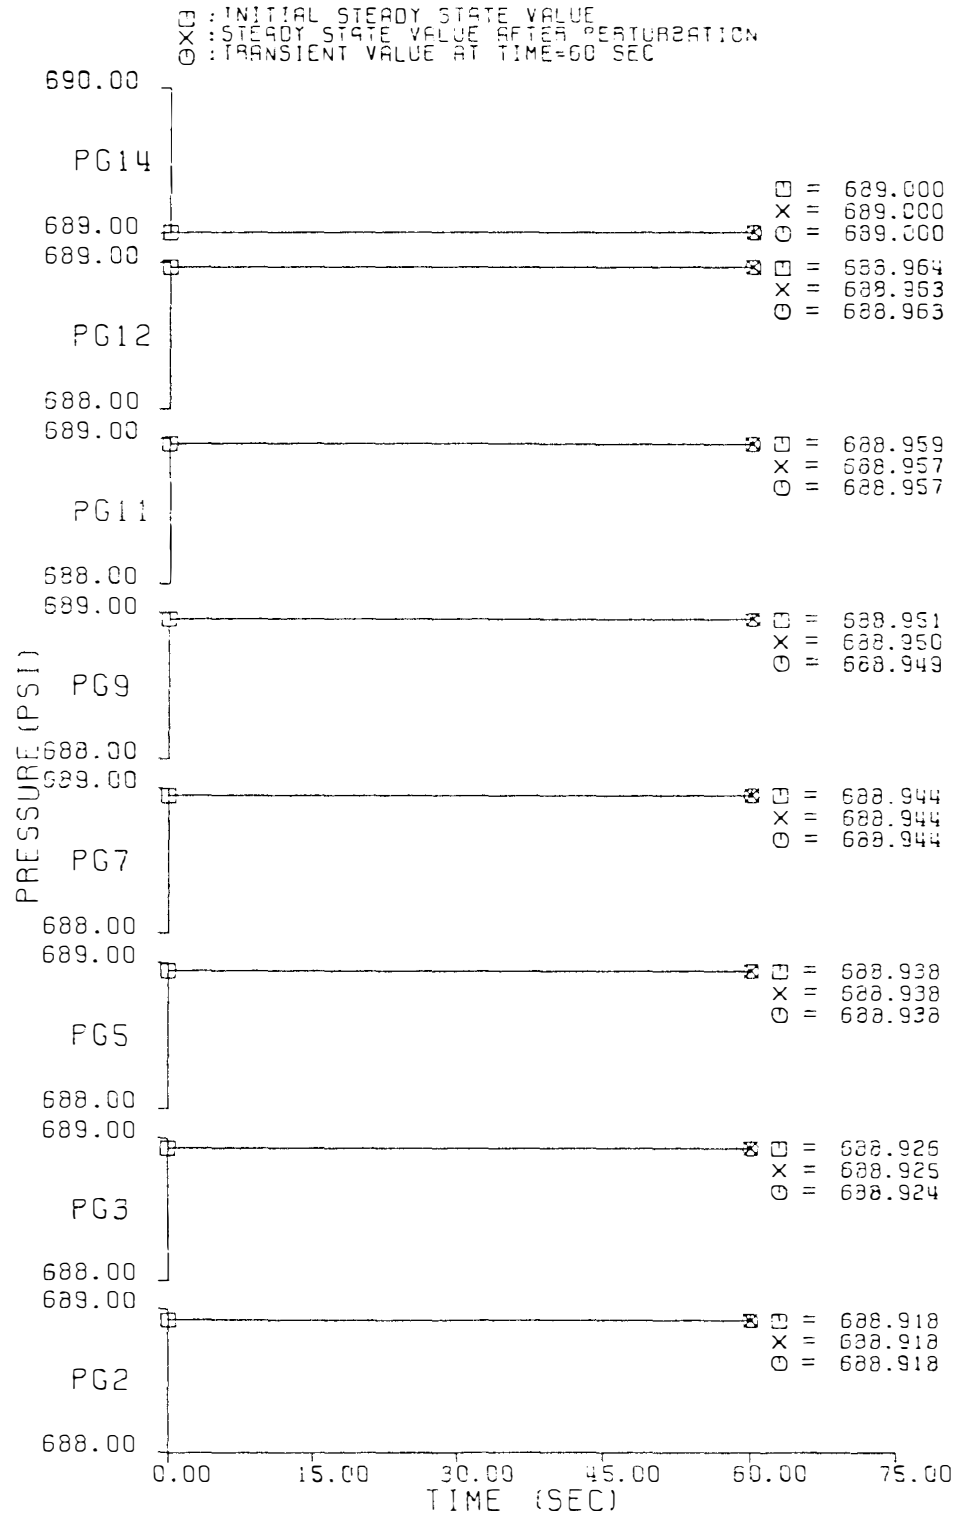 □ : INITIAL STEADY STATE VALUE
× : STEADY STATE VALUE AFTER PERTURBATION
○ : TRANSIENT VALUE AT TIME=60 SEC
690.00
PG14
689.00
□ = 689.000
× = 689.000
○ = 689.000
689.00
PG12
688.00
□ = 688.964
× = 688.963
○ = 688.963
689.00
PG11
688.00
□ = 688.959
× = 688.957
○ = 688.957
689.00
PG9
688.00
□ = 688.951
× = 688.950
○ = 688.949
689.00
PG7
688.00
□ = 688.944
× = 688.944
○ = 688.944
689.00
PG5
688.00
□ = 688.938
× = 688.938
○ = 688.938
689.00
PG3
688.00
□ = 688.926
× = 688.925
○ = 688.924
689.00
PG2
688.00
□ = 688.918
× = 688.918
○ = 688.918
PRESSURE (PSI)
0.00 15.00 30.00 45.00 60.00 75.00
TIME (SEC)